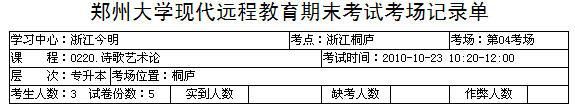 郑州大学现代远程教育期末考试考场记录单
学习中心：浙江今明 考点：浙江桐庐 考场：第04考场
课 程：0220.诗歌艺术论 考试时间：2010-10-23 10:20-12:00
层 次：专升本 考场位置：桐庐
考生人数：3 试卷份数：5 实到人数 缺考人数 作弊人数